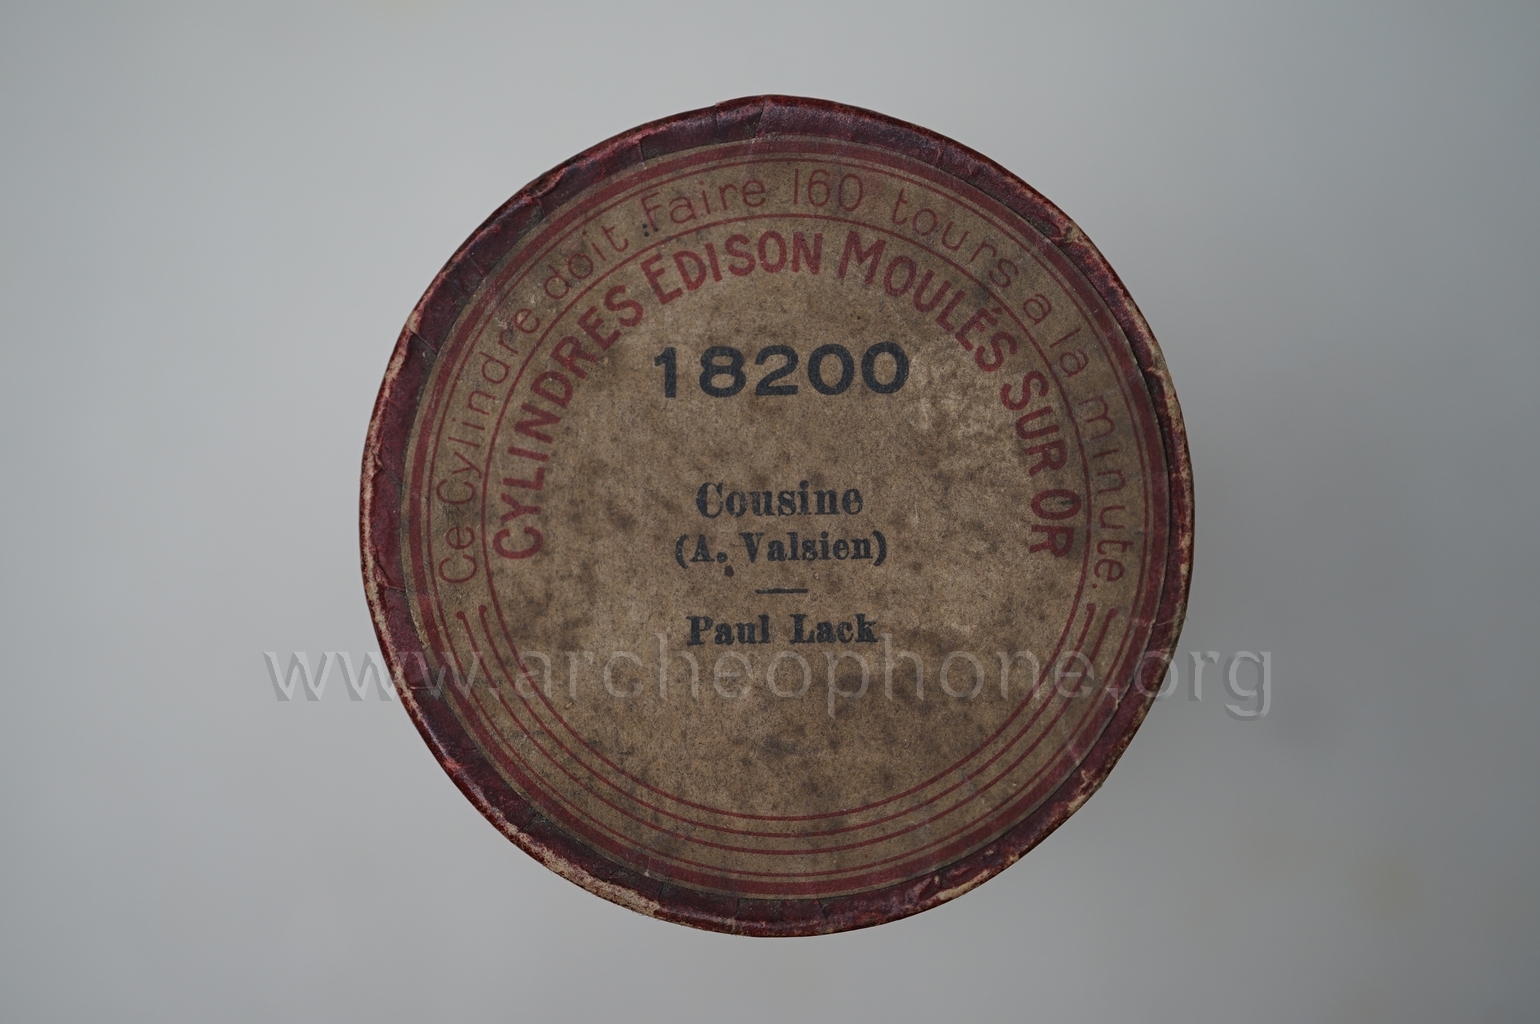 Ce Cylindre doit Faire 160 tours a la minute.
CYLINDRES EDISON MOULÉS SUR OR
18200
Cousine
(A. Valsien)
Paul Lack
www.archeophone.org